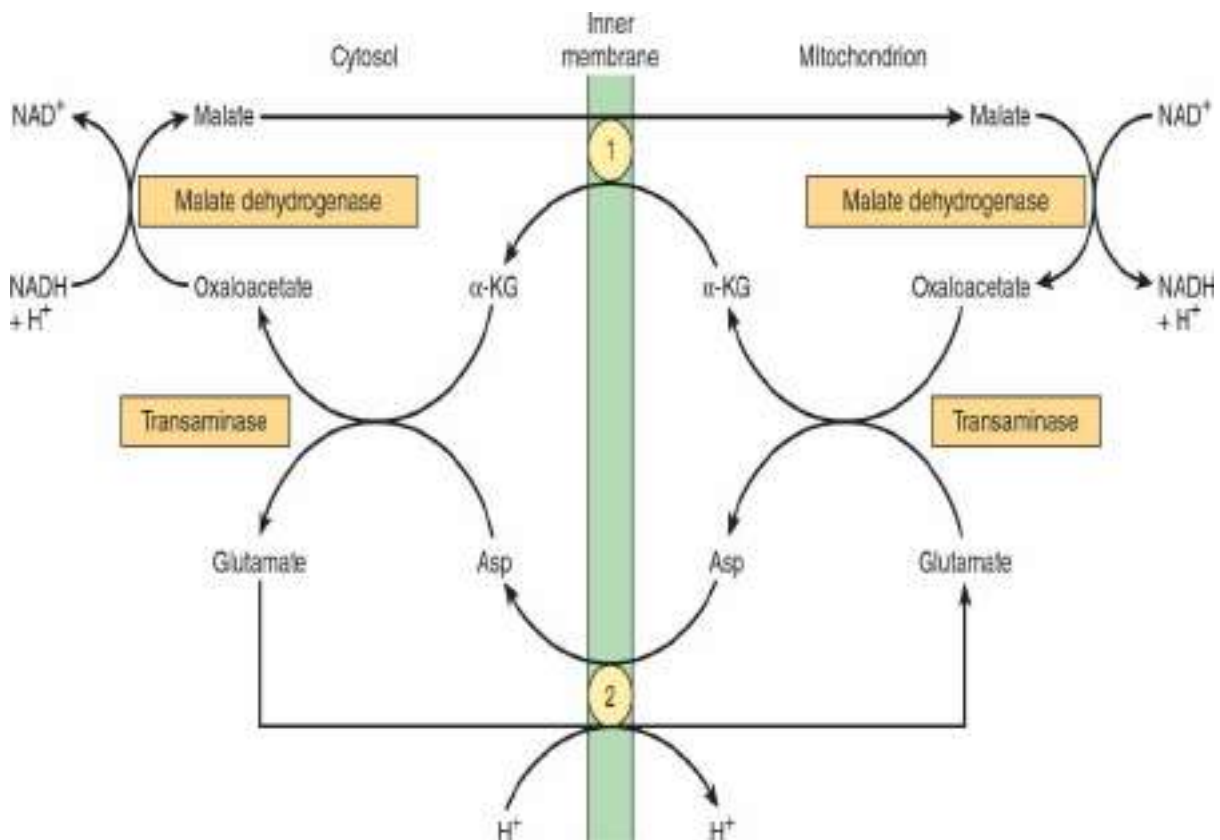 Cytosol
Inner
membrane
Mitochondrion
NAD⁺
Malate
Malate
NAD⁺
1
Malate dehydrogenase
Malate dehydrogenase
NADH
+ H⁺
Oxaloacetate
α-KG
α-KG
Oxaloacetate
NADH
+ H⁺
Transaminase
Transaminase
Glutamate
Asp
Asp
Glutamate
2
H⁺
H⁺